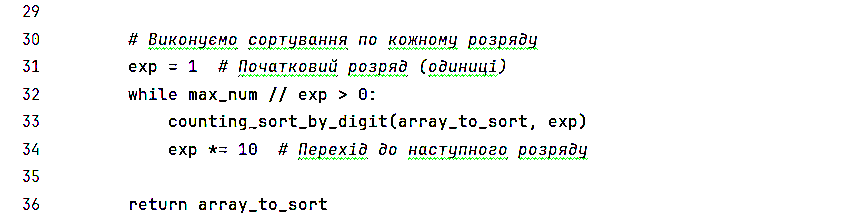 29
30 # Виконуємо сортування по кожному розряду
31 exp = 1 # Початковий розряд (одиниці)
32 while max_num // exp > 0:
33 counting_sort_by_digit(array_to_sort, exp)
34 exp *= 10 # Перехід до наступного розряду
35
36 return array_to_sort